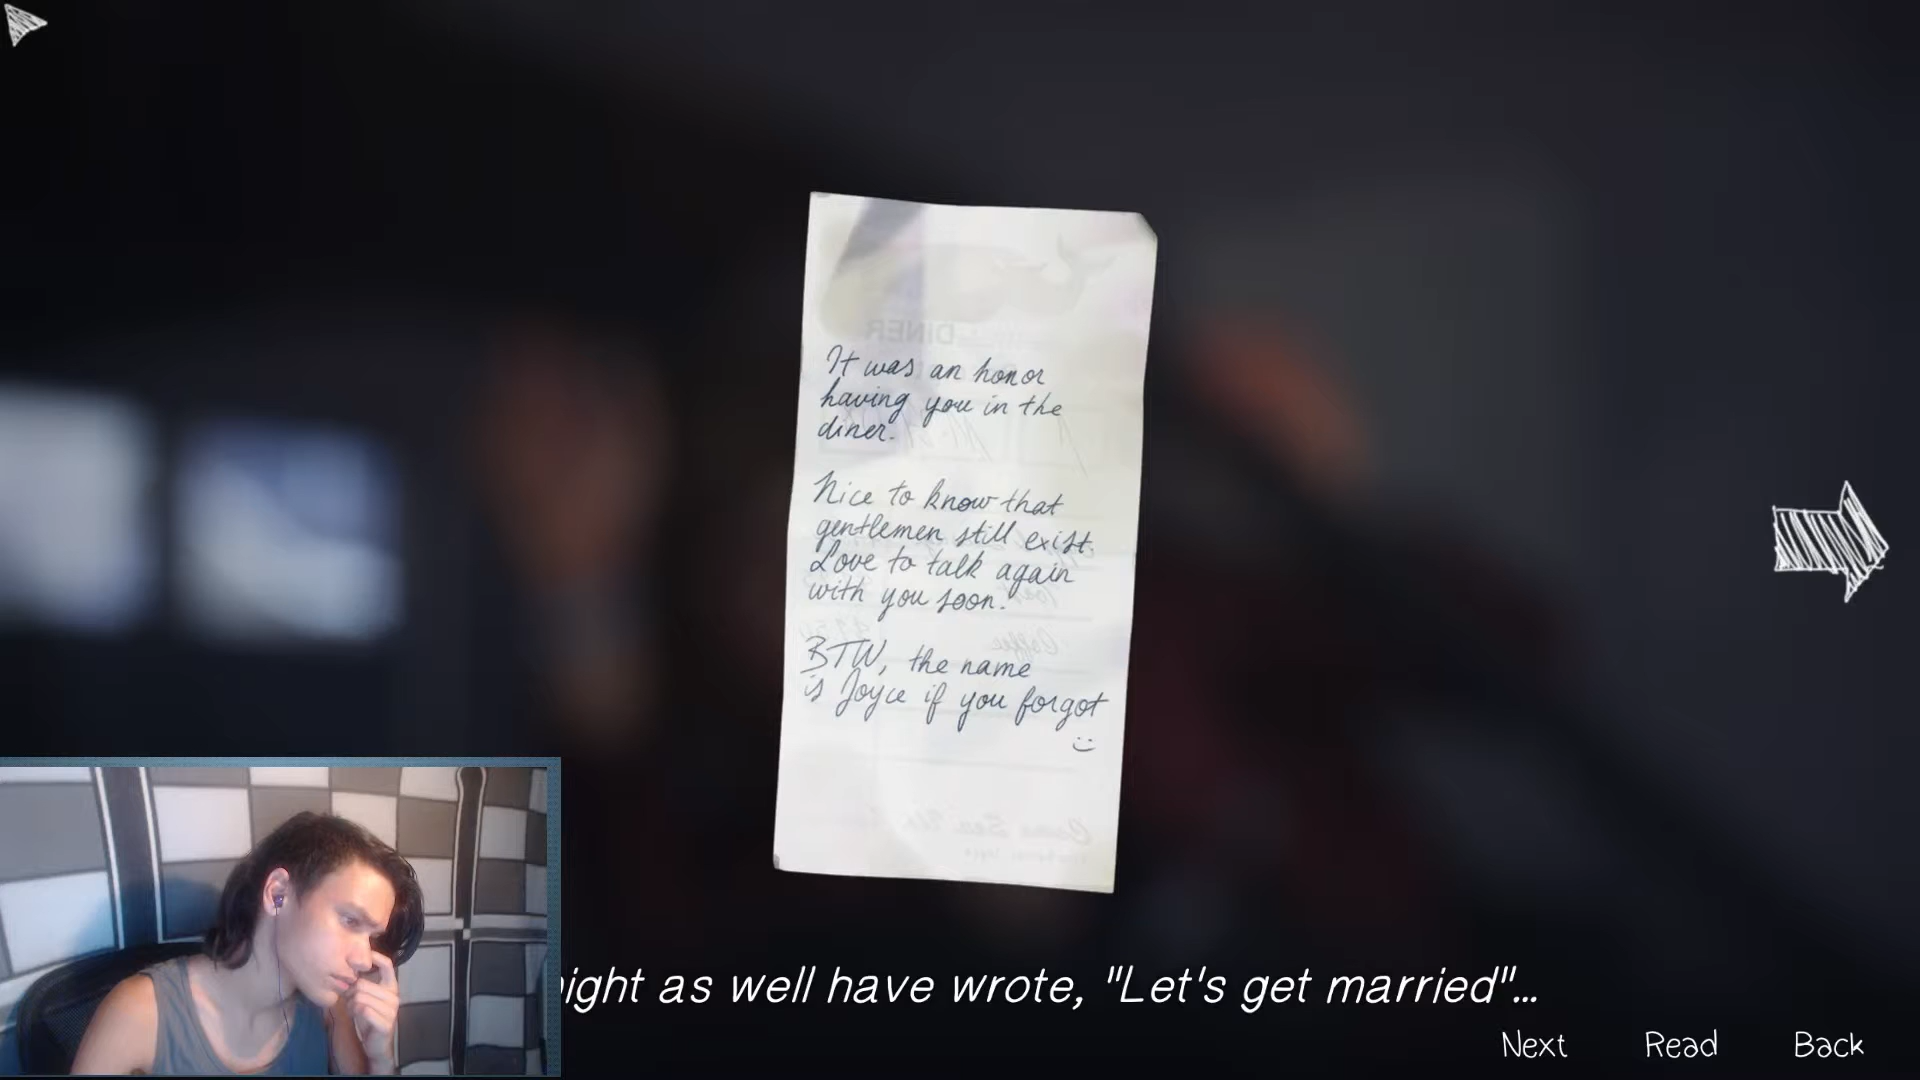 DINER
It was an honor
having you in the
diner.
Nice to know that
gentlemen still exist.
Love to talk again
with you soon.
Coffee
BTW, the name
is Joyce if you forgot
:)
as well have wrote, "Let's get married"...
Next Read Back